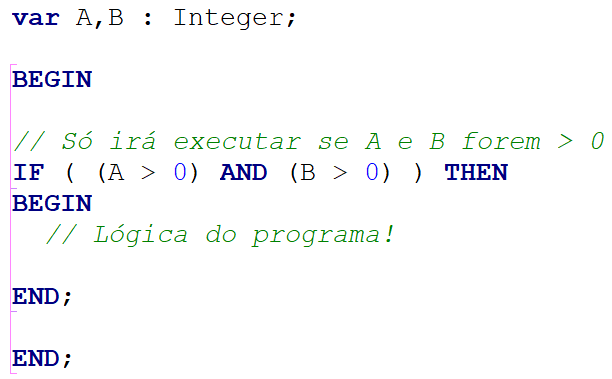 var A,B : Integer;
BEGIN
// Só irá executar se A e B forem > 0
IF ( (A > 0) AND (B > 0) ) THEN
BEGIN
// Lógica do programa!
END;
END;